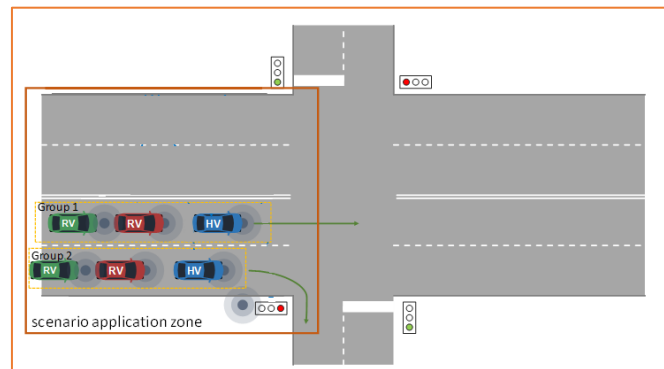 Group 1
RV RV HV
Group 2
RV RV HV
scenario application zone